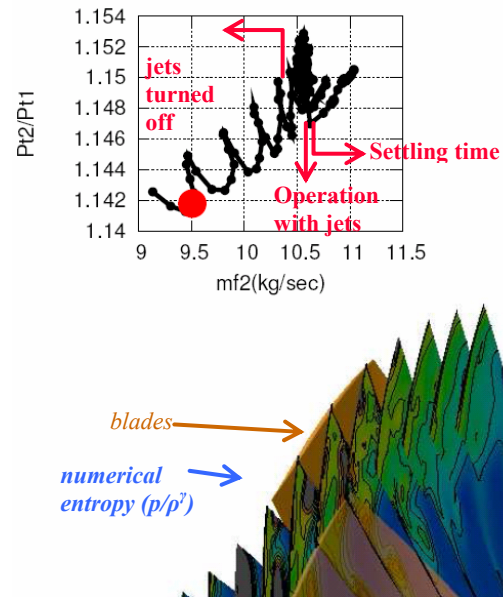 1.154
1.152
1.15
1.148
1.146
1.144
1.142
1.14
Pt2/Pt1
jets
turned
off
Settling time
Operation
with jets
9 9.5 10 10.5 11 11.5
mf2(kg/sec)
blades
numerical
entropy (p/ρᵞ)